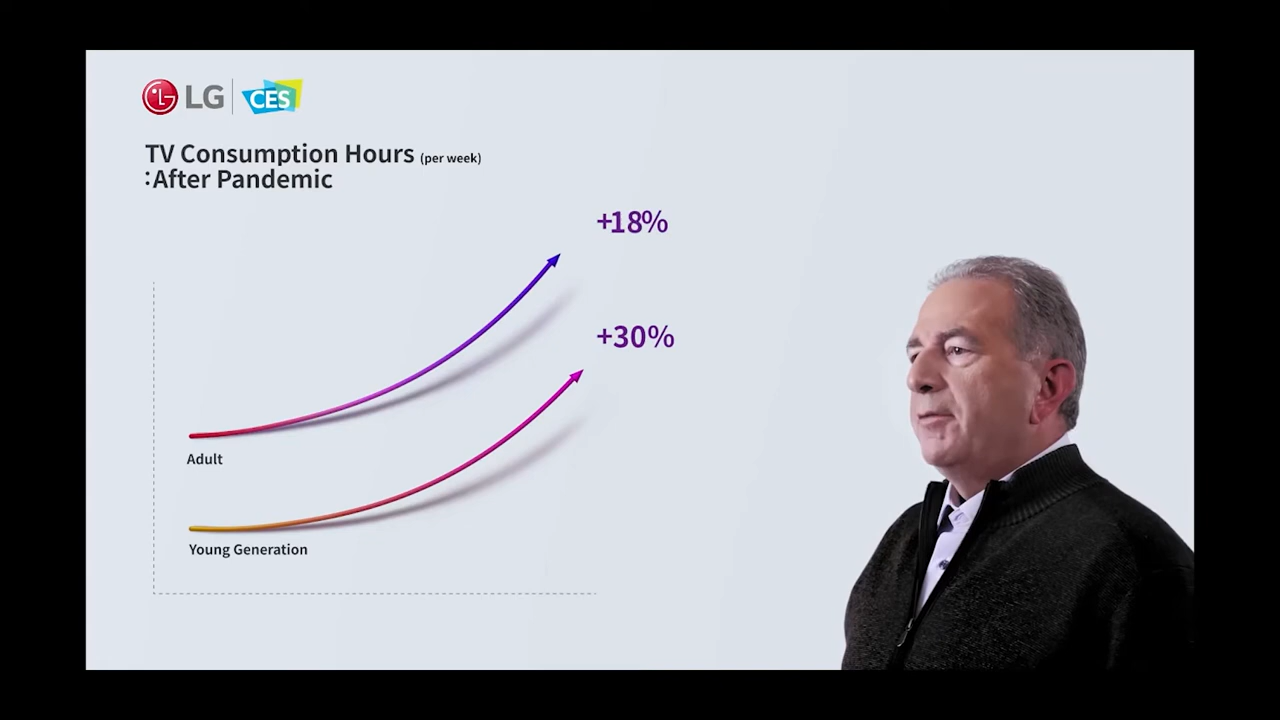 LG
CES
TV Consumption Hours (per week)
:After Pandemic
+18%
+30%
Adult
Young Generation